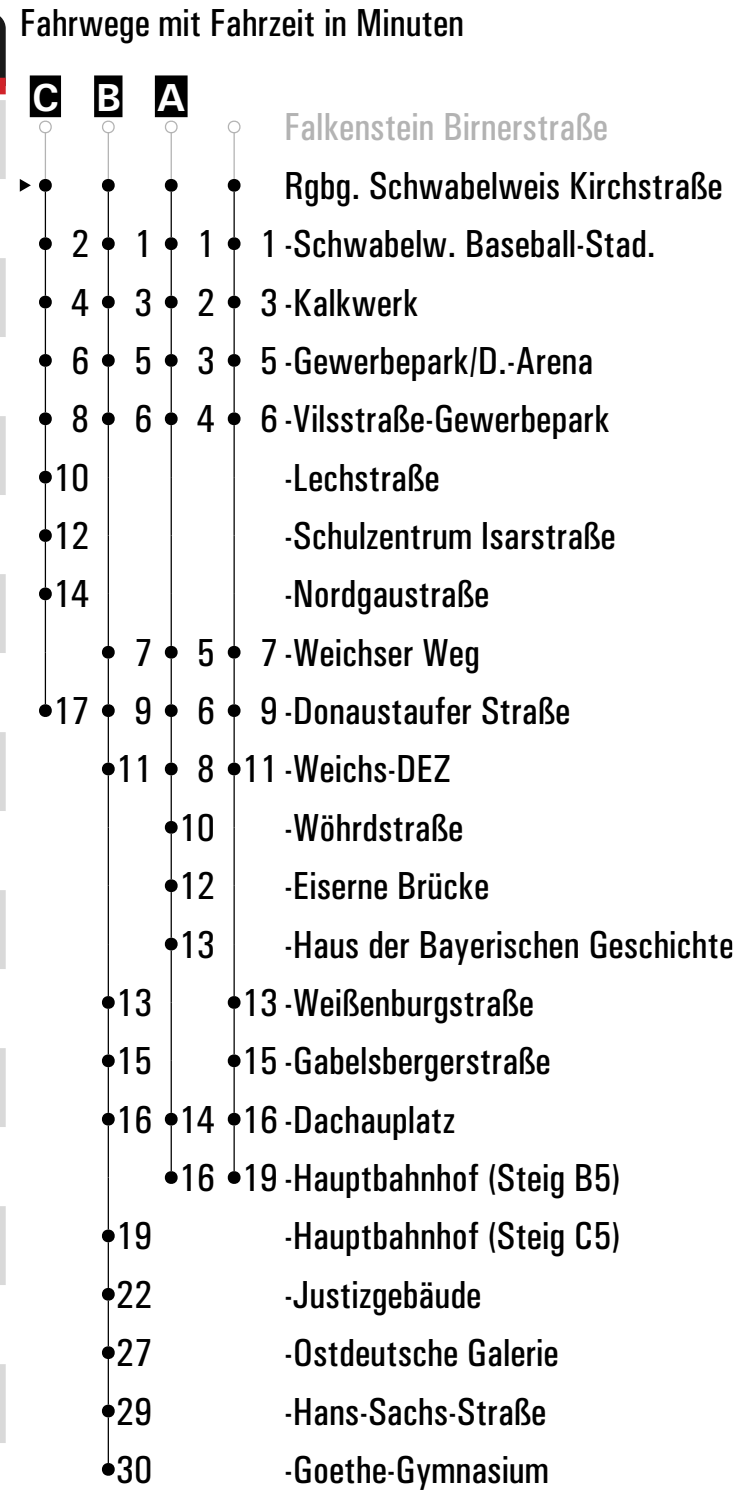 Fahrwege mit Fahrzeit in Minuten
C B A
Falkenstein Birnerstraße
Rgbg. Schwabelweis Kirchstraße
2 1 1 1 -Schwabelw. Baseball-Stad.
4 3 2 3 -Kalkwerk
6 5 3 5 -Gewerbepark/D.-Arena
8 6 4 6 -Vilsstraße-Gewerbepark
10 -Lechstraße
12 -Schulzentrum Isarstraße
14 -Nordgaustraße
7 5 7 -Weichser Weg
17 9 6 9 -Donaustaufer Straße
11 8 11 -Weichs-DEZ
10 -Wöhrdstraße
12 -Eiserne Brücke
13 -Haus der Bayerischen Geschichte
13 13 -Weißenburgstraße
15 15 -Gabelsbergerstraße
16 14 16 -Dachauplatz
16 19 -Hauptbahnhof (Steig B5)
19 -Hauptbahnhof (Steig C5)
22 -Justizgebäude
27 -Ostdeutsche Galerie
29 -Hans-Sachs-Straße
30 -Goethe-Gymnasium